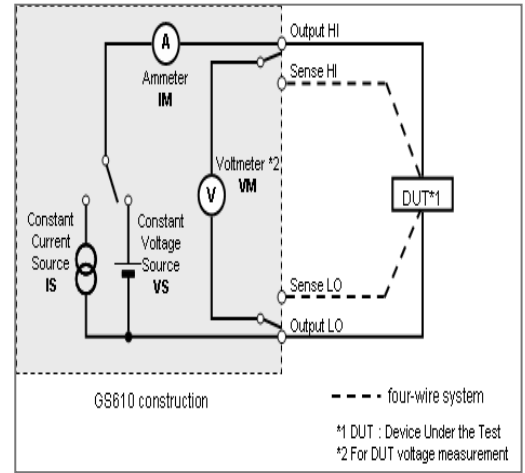 Output HI
A
Ammeter
IM
Sense HI
Voltmeter *2
VM
V
DUT*1
Constant
Current
Source
IS
Constant
Voltage
Source
VS
Sense LO
Output LO
GS610 construction
four-wire system
*1 DUT : Device Under the Test
*2 For DUT voltage measurement